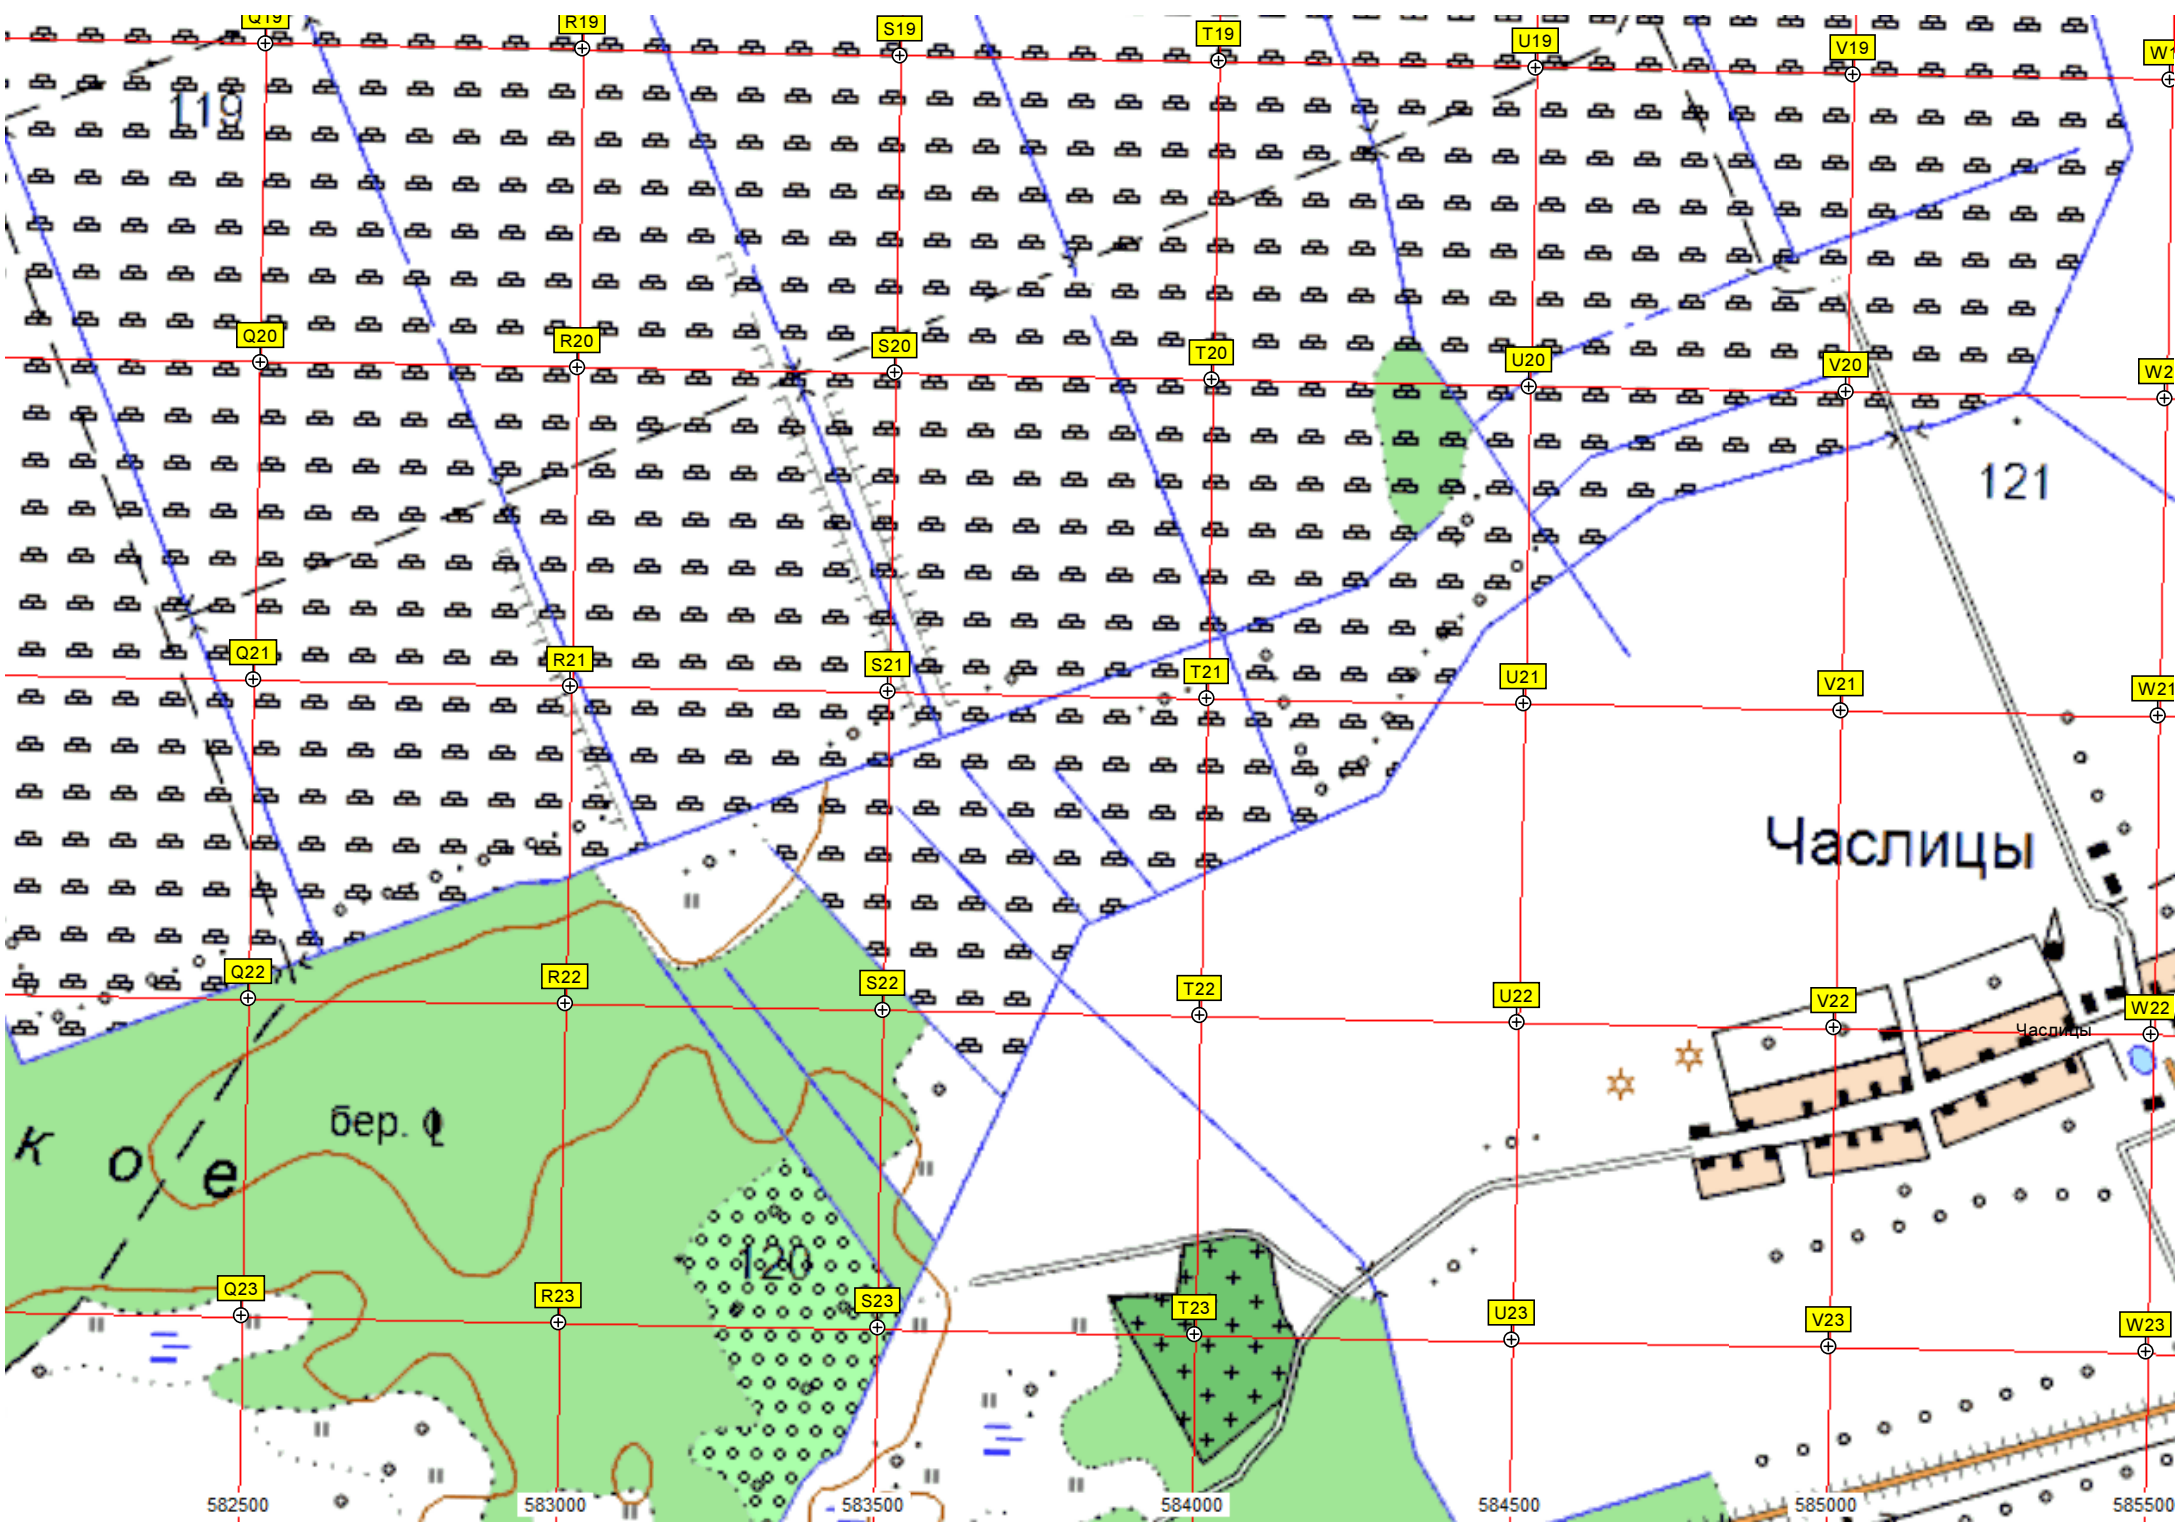 Q19 R19 S19 T19 U19 V19 W1
119
Q20 R20 S20 T20 U20 V20 W2
121
Q21 R21 S21 T21 U21 V21 W21
Часлицы
Q22 R22 S22 T22 U22 V22 W22
Часлицы
бер.
к о е
120
Q23 R23 S23 T23 U23 V23 W23
582500 583000 583500 584000 584500 585000 585500